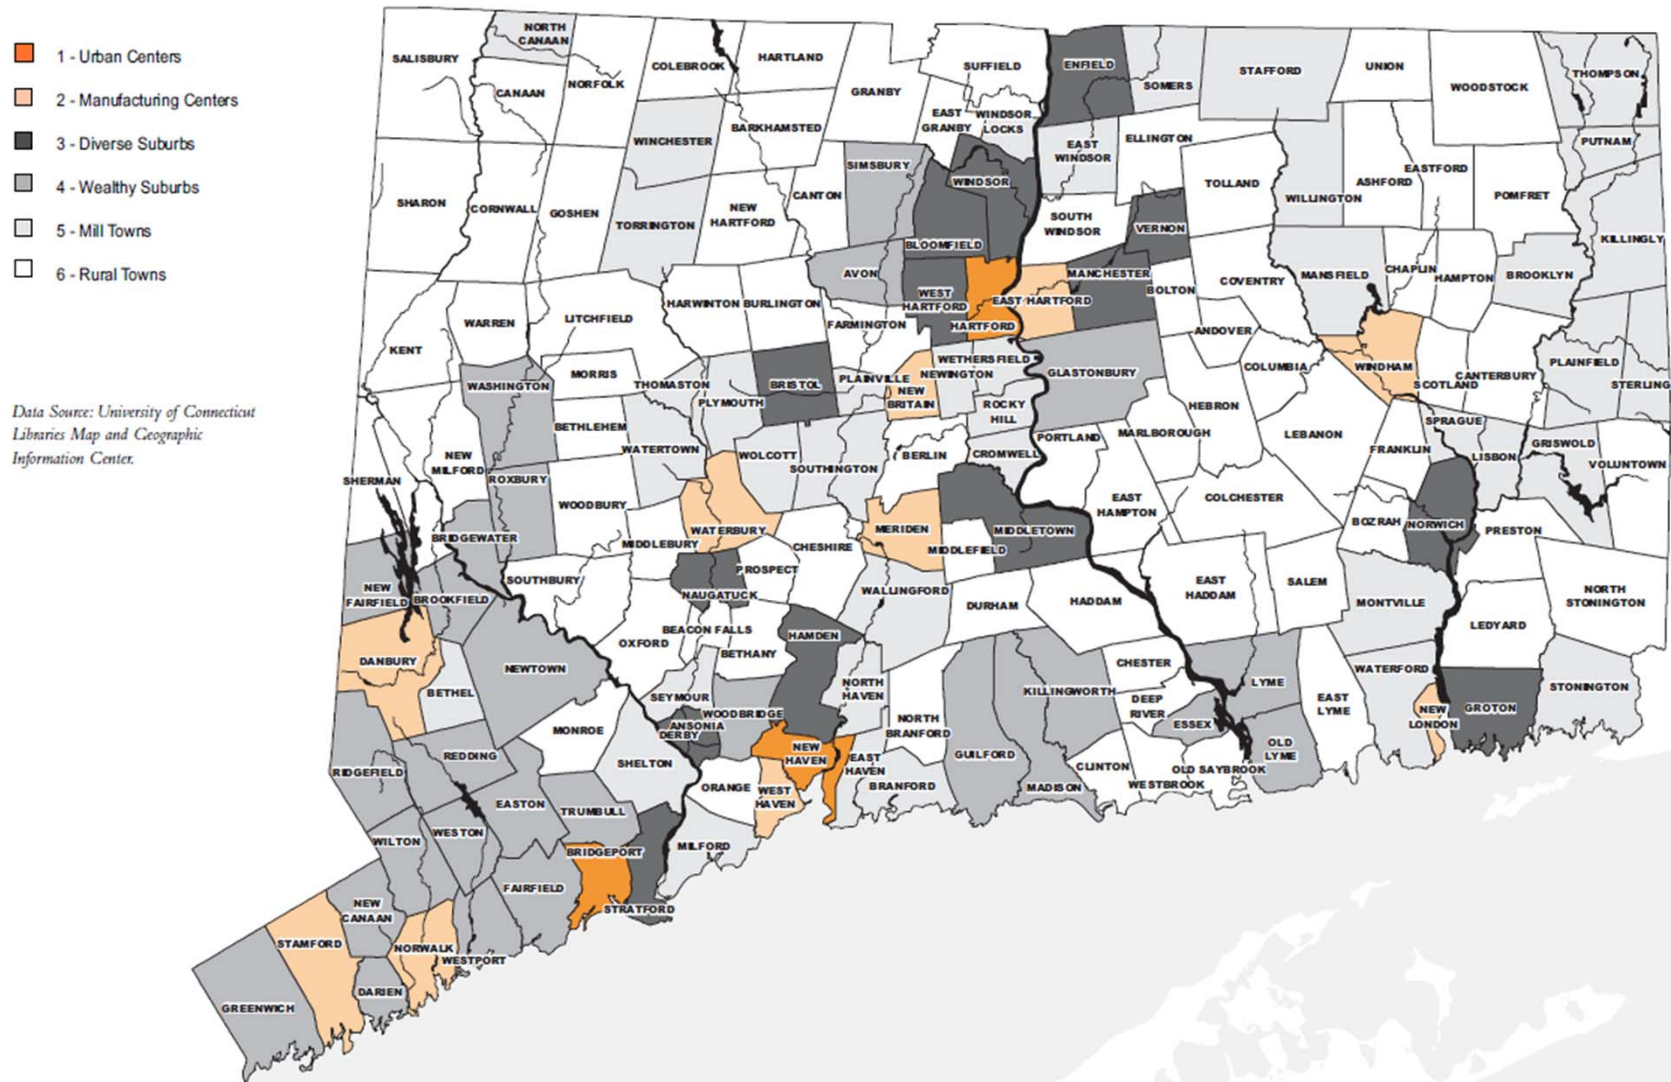 1 - Urban Centers
2 - Manufacturing Centers
3 - Diverse Suburbs
4 - Wealthy Suburbs
5 - Mill Towns
6 - Rural Towns
Data Source: University of Connecticut
Libraries Map and Geographic
Information Center.
NORTH
CANAAN
SALISBURY
CANAAN
NORFOLK
COLEBROOK
HARTLAND
SUFFIELD
ENFIELD
SOMERS
STAFFORD
UNION
WOODSTOCK
THOMPSON
GRANBY
EAST
GRANBY
WINDSOR
LOCKS
WINCHESTER
BARKHAMSTED
EAST
WINDSOR
ELLINGTON
PUTNAM
SIMSBURY
WINDSOR
TOLLAND
WILLINGTON
ASHFORD
EASTFORD
POMFRET
SHARON
CORNWALL
GOSHEN
TORRINGTON
NEW
HARTFORD
CANTON
BLOOMFIELD
SOUTH
WINDSOR
VERNON
KILLINGLY
AVON
WEST
HARTFORD
HARTFORD
EAST HARTFORD
MANCHESTER
BOLTON
COVENTRY
MANSFIELD
CHAPLIN
HAMPTON
BROOKLYN
HARWINTON
BURLINGTON
FARMINGTON
LITCHFIELD
WARREN
KENT
ANDOVER
COLUMBIA
WINDHAM
SCOTLAND
CANTERBURY
PLAINFIELD
STERLING
WASHINGTON
MORRIS
THOMASTON
PLYMOUTH
BRISTOL
PLAINVILLE
NEW
BRITAIN
NEWINGTON
WETHERSFIELD
ROCKY
HILL
GLASTONBURY
HEBRON
MARLBOROUGH
LEBANON
SPRAGUE
FRANKLIN
LISBON
GRISWOLD
VOLUNTOWN
BETHLEHEM
WATERTOWN
WOLCOTT
SOUTHINGTON
BERLIN
CROMWELL
PORTLAND
EAST
HAMPTON
COLCHESTER
BOZRAH
NORWICH
PRESTON
SHERMAN
NEW
MILFORD
ROXBURY
WOODBURY
WATERBURY
MERIDEN
MIDDLETOWN
MIDDLEFIELD
BRIDGEWATER
MIDDLEBURY
CHESHIRE
PROSPECT
SOUTHBURY
NAUGATUCK
WALLINGFORD
DURHAM
HADDAM
EAST
HADDAM
SALEM
MONTVILLE
NORTH
STONINGTON
LEDYARD
NEW
FAIRFIELD
BROOKFIELD
OXFORD
BEACON FALLS
BETHANY
HAMDEN
DANBURY
BETHEL
NEWTOWN
SEYMOUR
WOODBRIDGE
NORTH
HAVEN
ANSONIA
DERBY
NORTH
BRANFORD
GUILFORD
KILLINGWORTH
CHESTER
DEEP
RIVER
ESSEX
LYME
OLD
LYME
EAST
LYME
WATERFORD
NEW
LONDON
GROTON
STONINGTON
MONROE
SHELTON
NEW
HAVEN
EAST
HAVEN
BRANFORD
MADISON
CLINTON
WESTBROOK
OLD SAYBROOK
ORANGE
WEST
HAVEN
MILFORD
RIDGEFIELD
REDDING
EASTON
TRUMBULL
WILTON
WESTON
BRIDGEPORT
STRATFORD
FAIRFIELD
NEW
CANAAN
STAMFORD
NORWALK
WESTPORT
DARIEN
GREENWICH